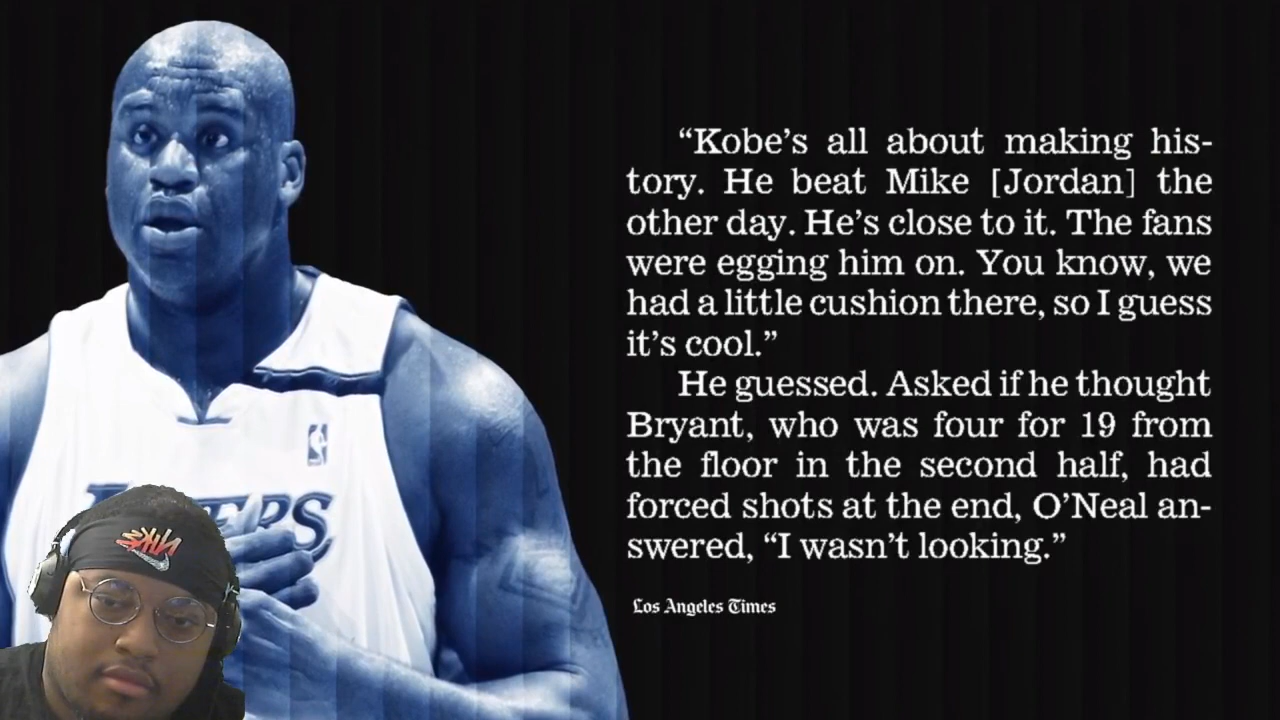 “Kobe’s all about making his-
tory. He beat Mike [Jordan] the
other day. He’s close to it. The fans
were egging him on. You know, we
had a little cushion there, so I guess
it’s cool.”
He guessed. Asked if he thought
Bryant, who was four for 19 from
the floor in the second half, had
forced shots at the end, O’Neal an-
swered, “I wasn’t looking.”
Los Angeles Times
LAKERS
NIKE